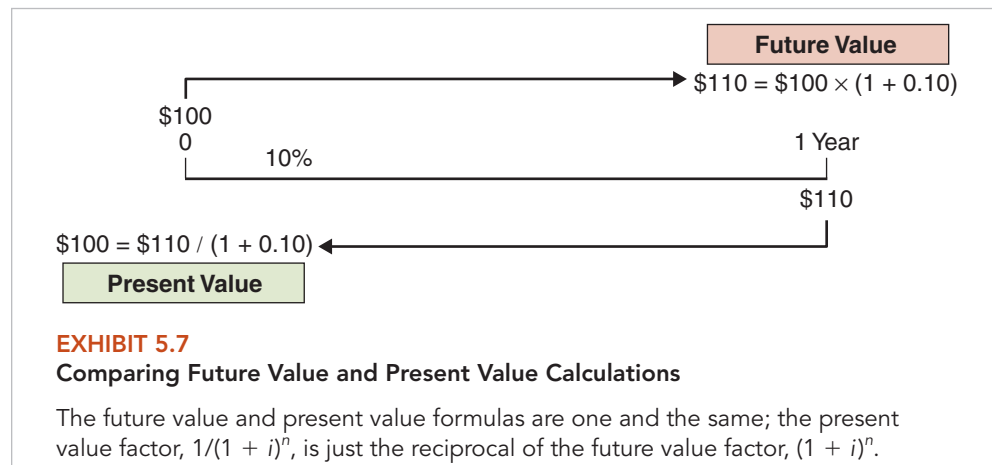 Future Value
$110 = $100 × (1 + 0.10)
$100
0
10%
1 Year
$110
$100 = $110 / (1 + 0.10)
Present Value
EXHIBIT 5.7
Comparing Future Value and Present Value Calculations
The future value and present value formulas are one and the same; the present
value factor, 1/(1 + i)ⁿ, is just the reciprocal of the future value factor, (1 + i)ⁿ.